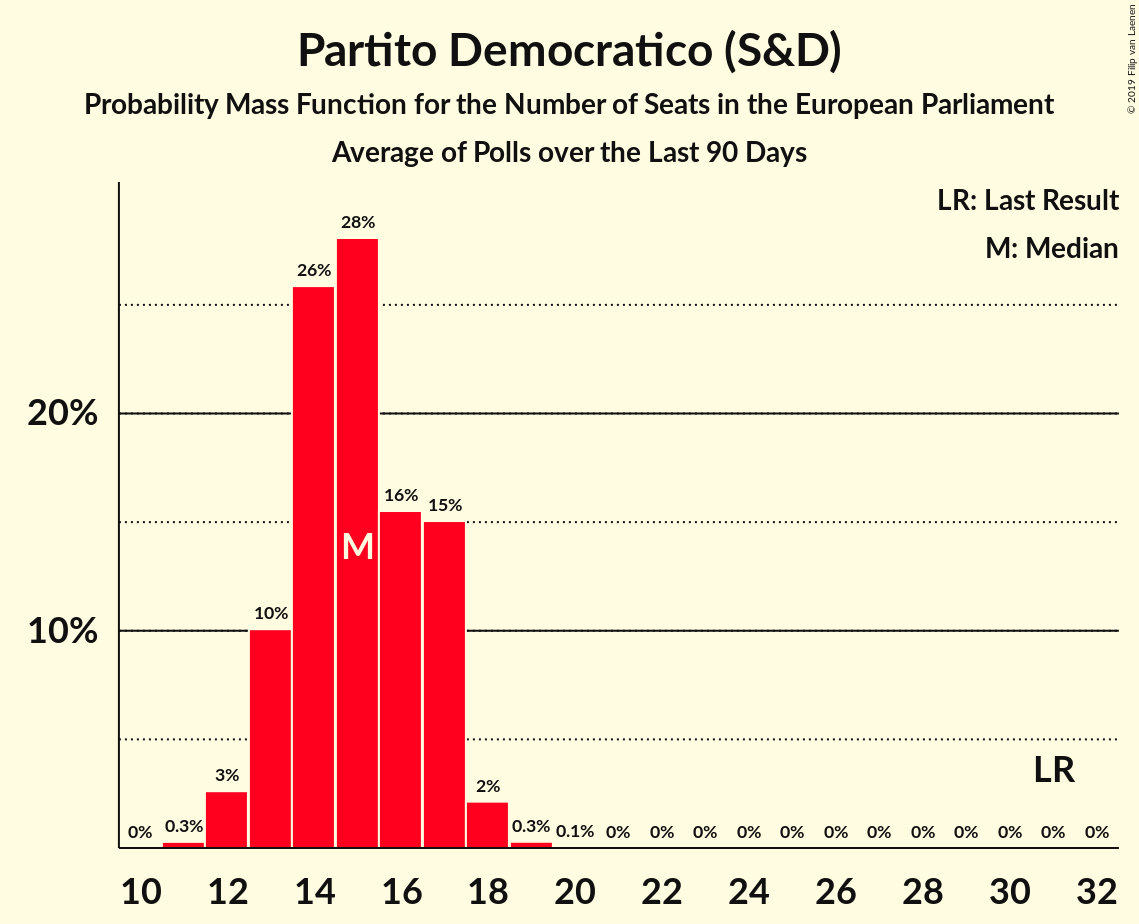 Partito Democratico (S&D)
Probability Mass Function for the Number of Seats in the European Parliament
Average of Polls over the Last 90 Days
© 2019 Filip van Laenen
LR: Last Result
M: Median
20%
10%
0%
0.3%
3%
10%
26%
28%
16%
15%
2%
0.3%
0.1%
0%
0%
0%
0%
0%
0%
0%
0%
0%
0%
0%
0%
M
LR
10 12 14 16 18 20 22 24 26 28 30 32